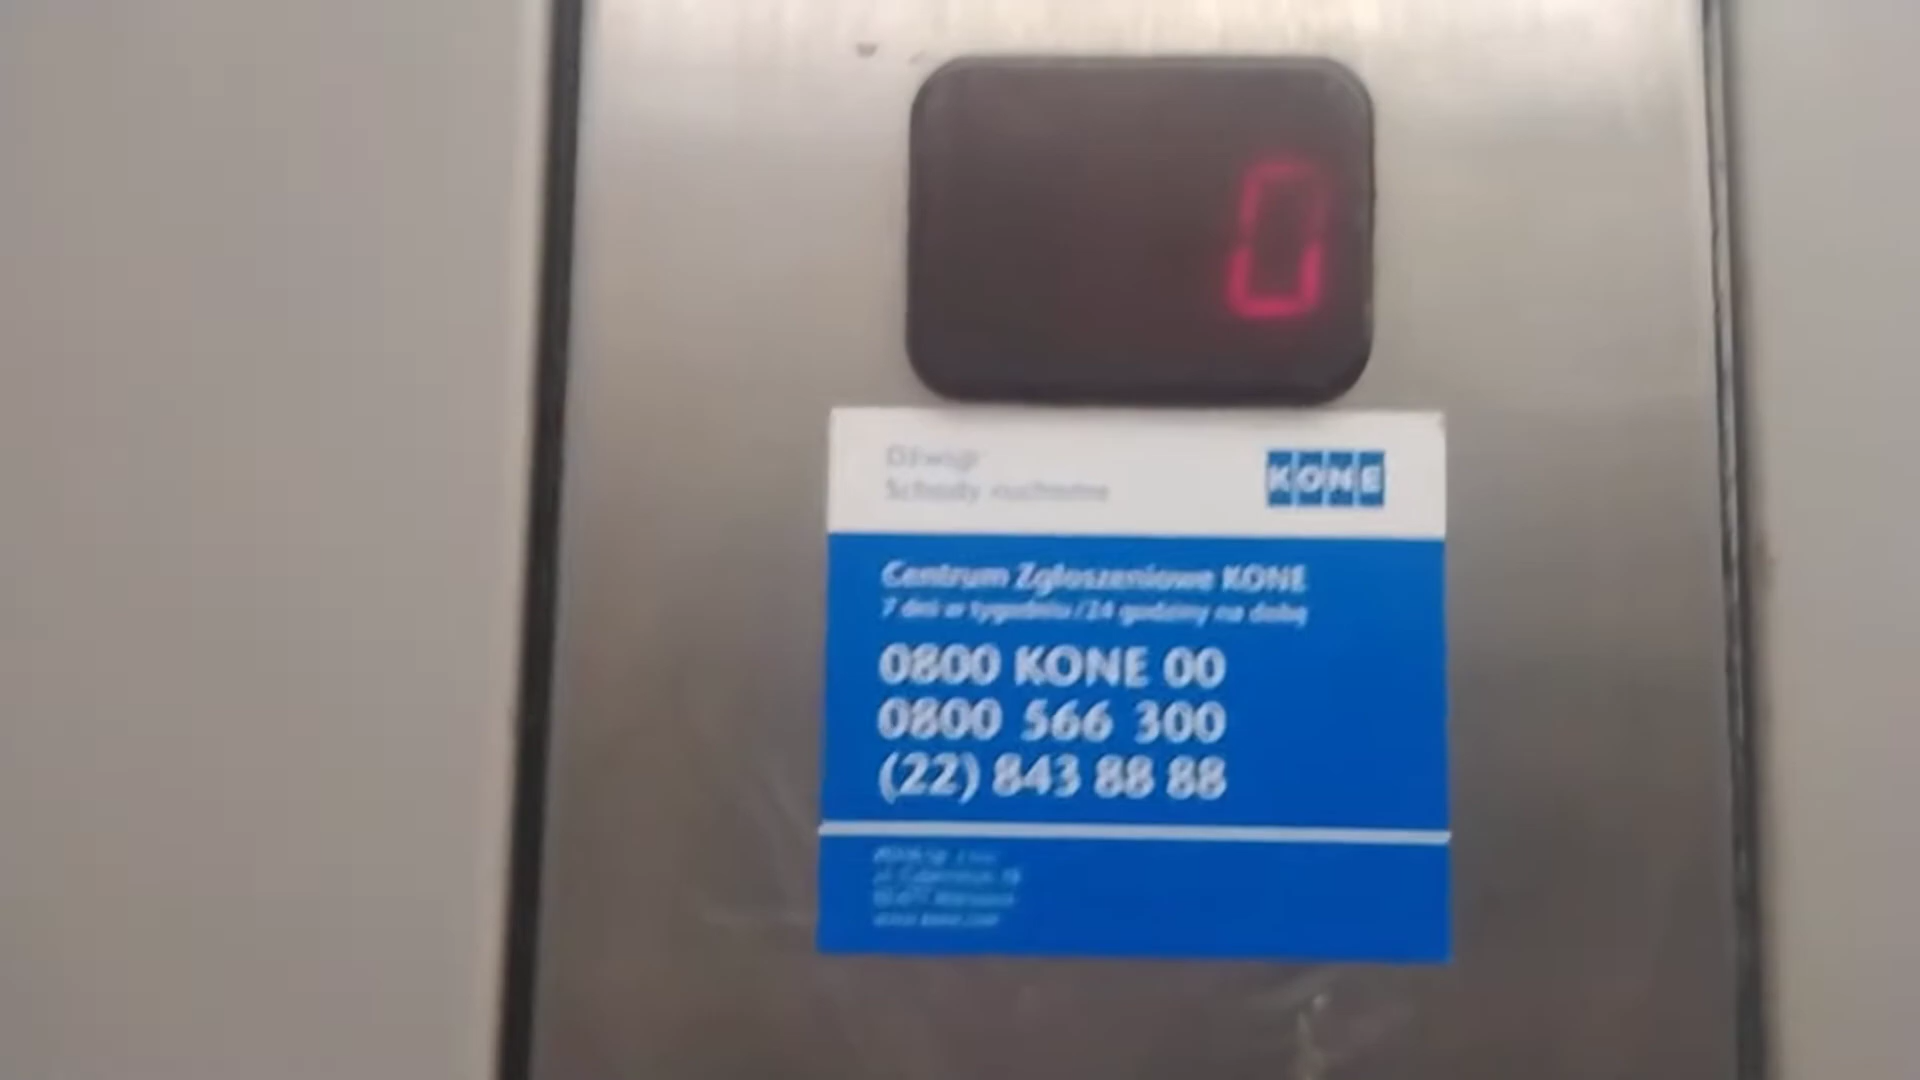 0
Dźwigi
Schody ruchome
KONE
Centrum Zgłoszeniowe KONE
7 dni w tygodniu / 24 godziny na dobę
0800 KONE 00
0800 566 300
(22) 843 88 88